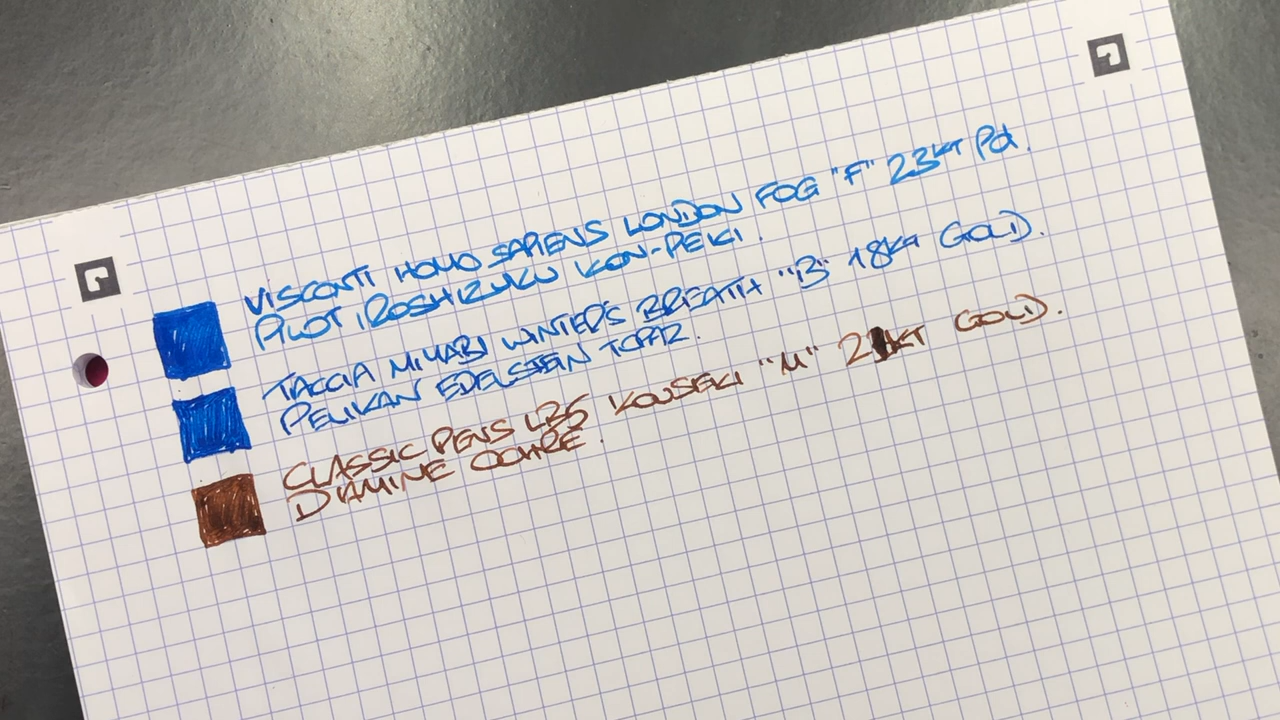 VISCONTI HOMO SAPIENS LONDON FOG "F" 23KT Pd.
PILOT IROSHIZUKU KON-PEKI.
TACCIA MIYABI WINTER'S BREATH "B" 18KT GOLD.
PELIKAN EDELSTEIN TOPAZ.
CLASSIC PENS LB5 KOUSEKI "M" 21KT GOLD.
DIAMINE OCHRE.